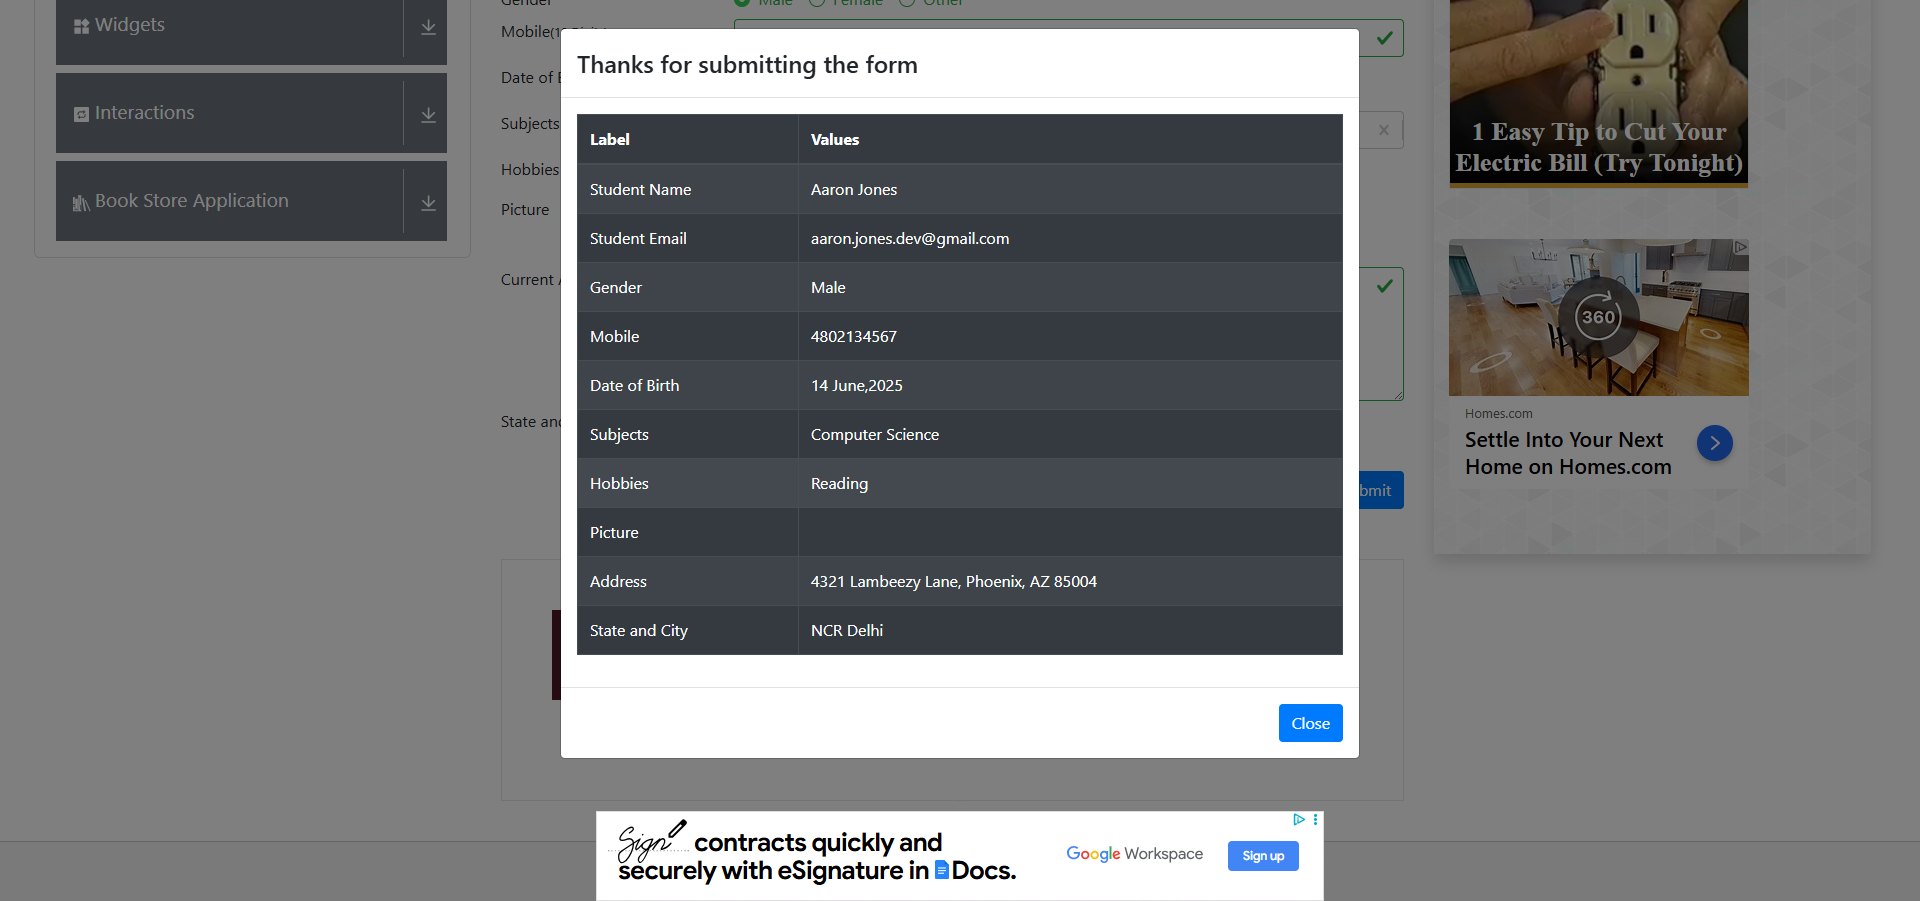 Widgets
Interactions
Book Store Application
Gender
Male
Female
Other
Mobile
Date of
Subjects
Hobbies
Picture
Current
State
Thanks for submitting the form
Label Values
Student Name Aaron Jones
Student Email aaron.jones.dev@gmail.com
Gender Male
Mobile 4802134567
Date of Birth 14 June,2025
Subjects Computer Science
Hobbies Reading
Picture
Address 4321 Lambeezy Lane, Phoenix, AZ 85004
State and City NCR Delhi
Close
bmit
1 Easy Tip to Cut Your
Electric Bill (Try Tonight)
360
Homes.com
Settle Into Your Next
Home on Homes.com
Sign contracts quickly and
securely with eSignature in Docs.
Google Workspace
Sign up